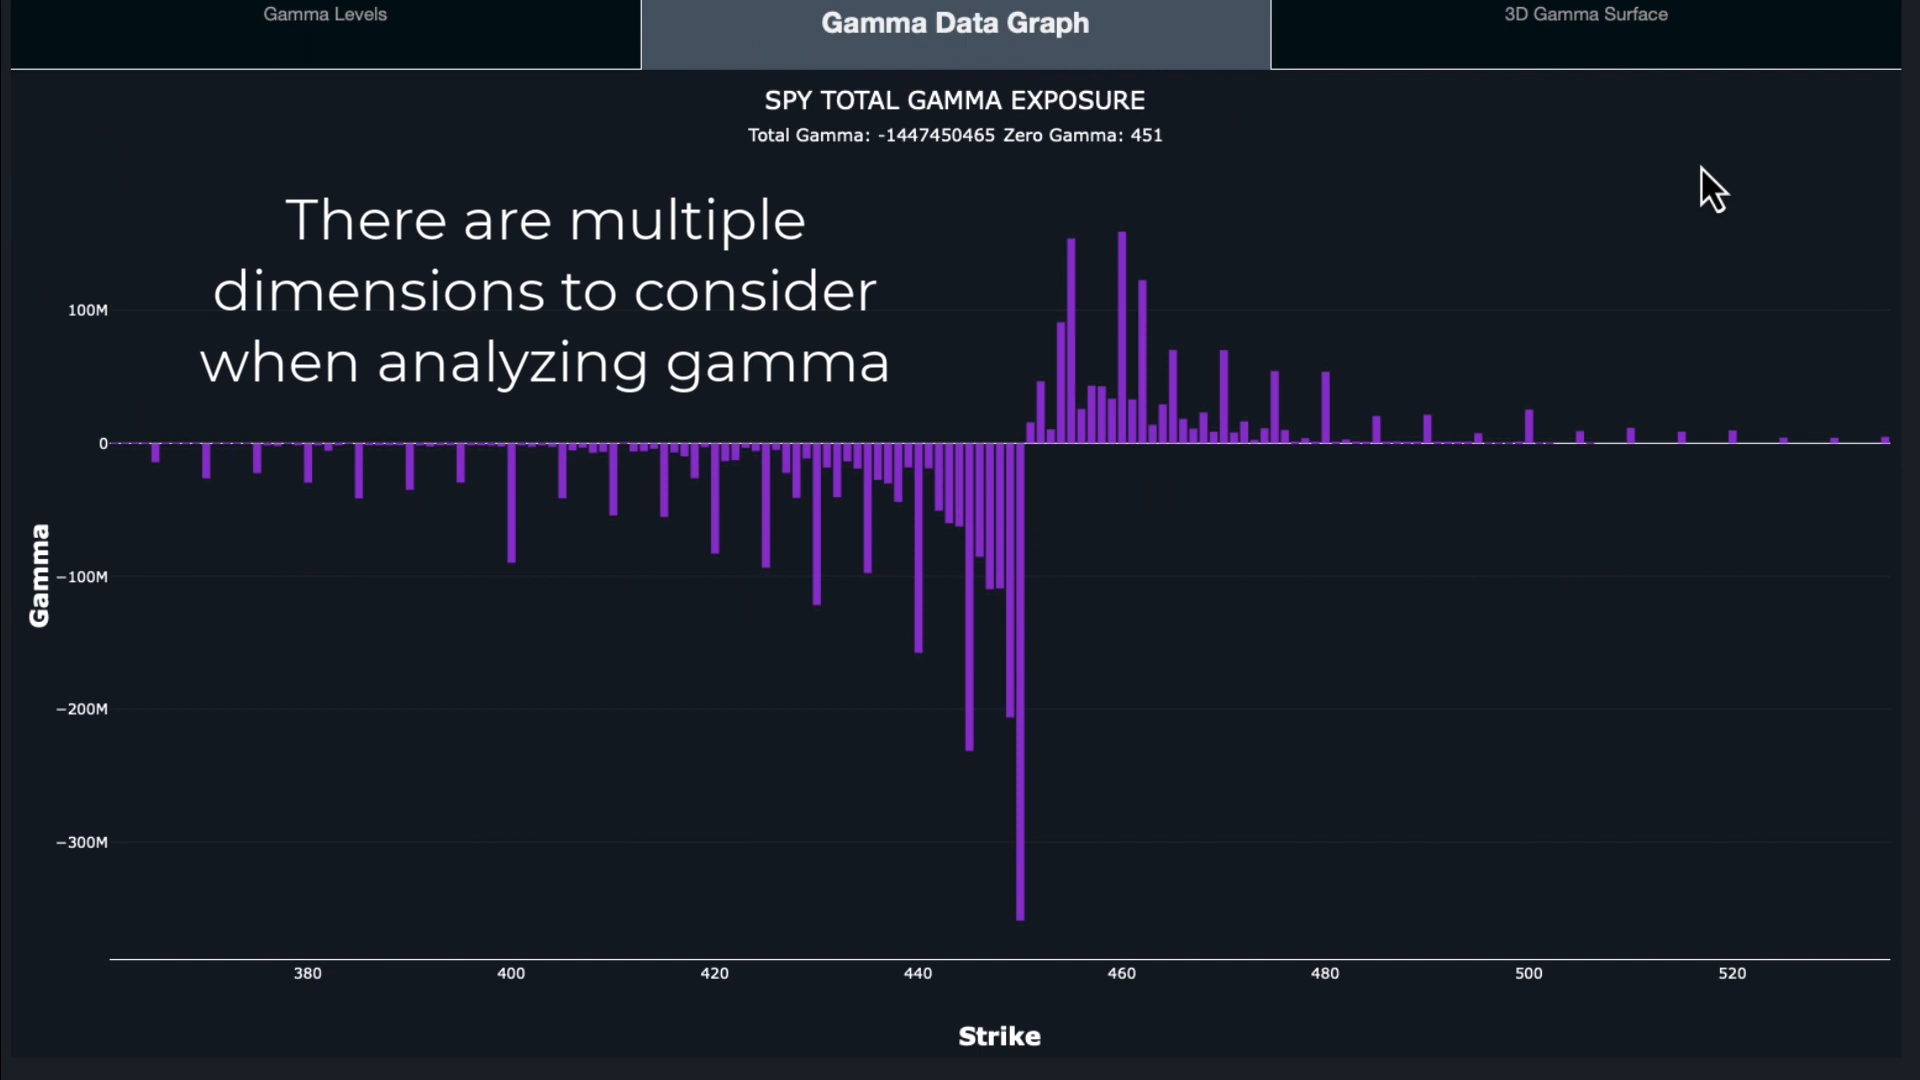 Gamma Levels
Gamma Data Graph
3D Gamma Surface
SPY TOTAL GAMMA EXPOSURE
Total Gamma: -1447450465 Zero Gamma: 451
There are multiple
dimensions to consider
when analyzing gamma
100M
0
−100M
−200M
−300M
Gamma
380
400
420
440
460
480
500
520
Strike